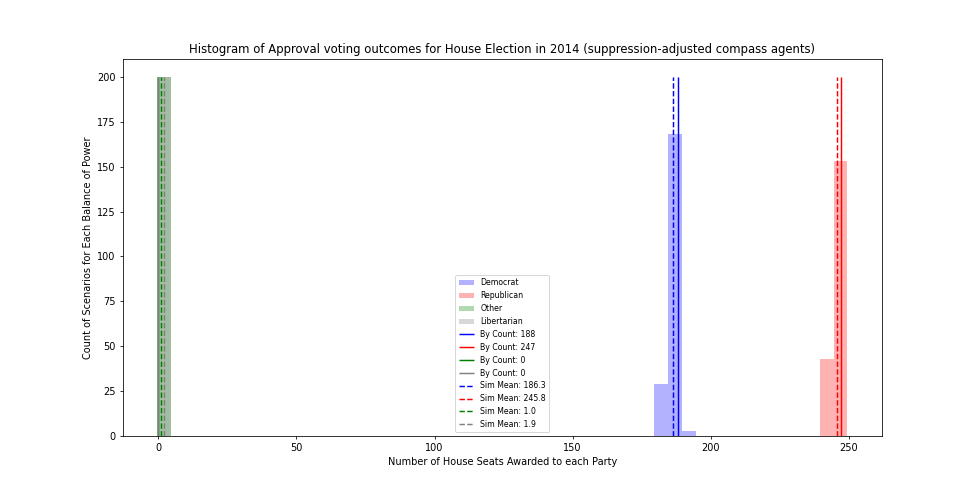 Histogram of Approval voting outcomes for House Election in 2014 (suppression-adjusted compass agents)
Count of Scenarios for Each Balance of Power
200
175
150
125
100
75
50
25
0
Democrat
Republican
Other
Libertarian
By Count: 188
By Count: 247
By Count: 0
By Count: 0
Sim Mean: 186.3
Sim Mean: 245.8
Sim Mean: 1.0
Sim Mean: 1.9
0 50 100 150 200 250
Number of House Seats Awarded to each Party